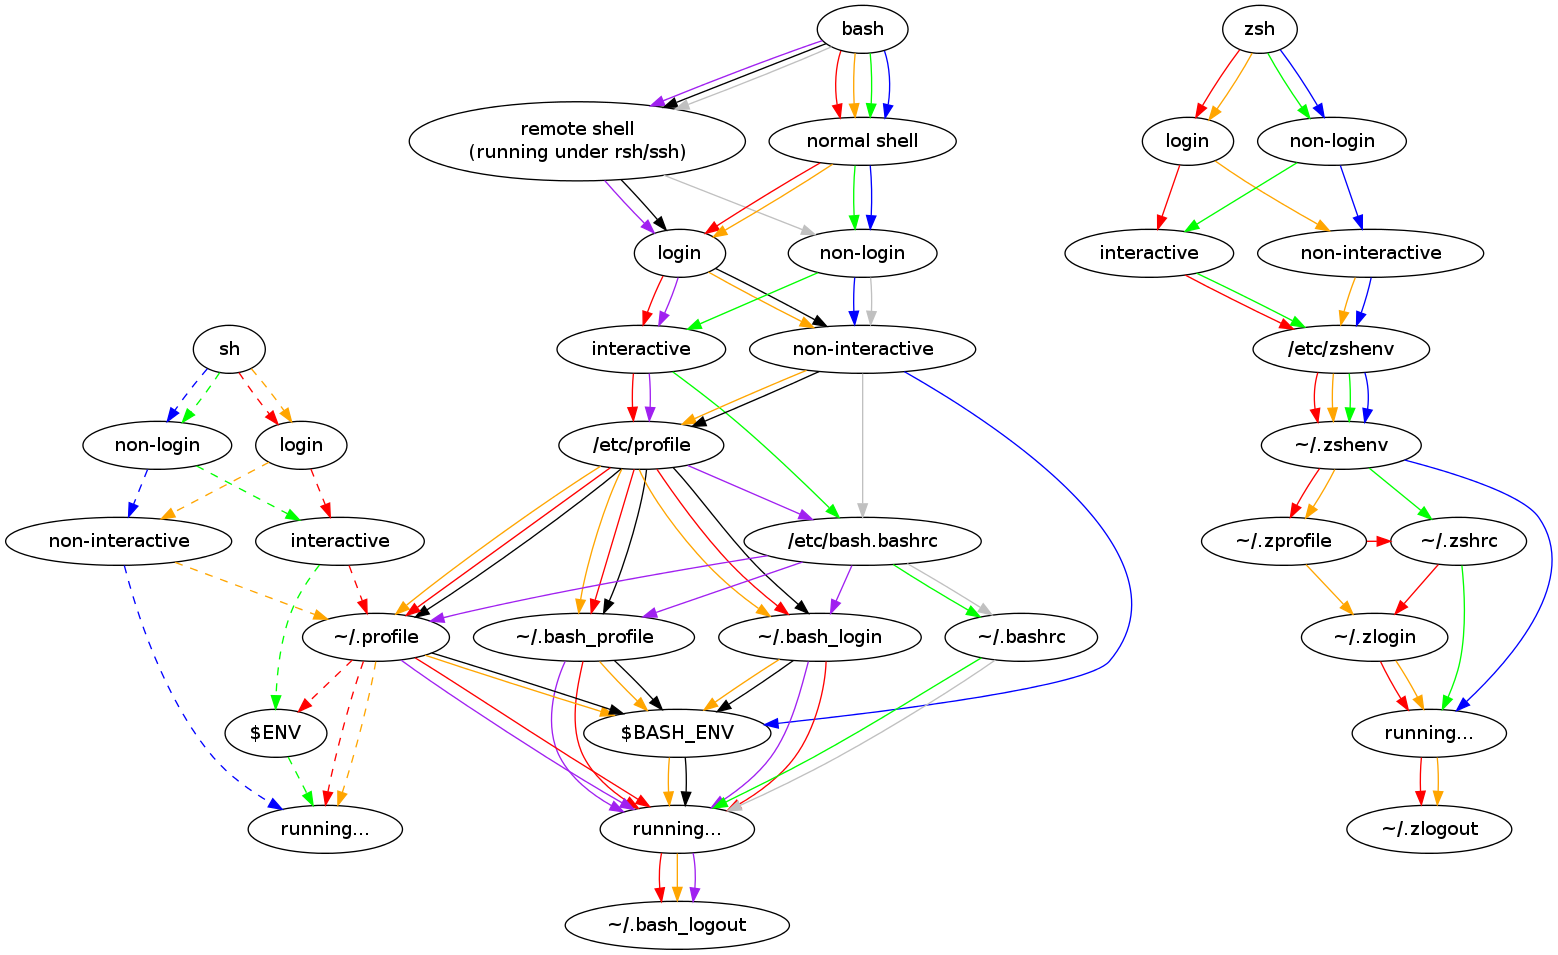 bash
zsh
remote shell
(running under rsh/ssh)
normal shell
login
non-login
login
non-login
interactive
non-interactive
sh
interactive
non-interactive
/etc/zshenv
non-login
login
/etc/profile
~/.zshenv
non-interactive
interactive
/etc/bash.bashrc
~/.zprofile
~/.zshrc
~/.profile
~/.bash_profile
~/.bash_login
~/.bashrc
~/.zlogin
$ENV
$BASH_ENV
running...
running...
running...
~/.zlogout
~/.bash_logout